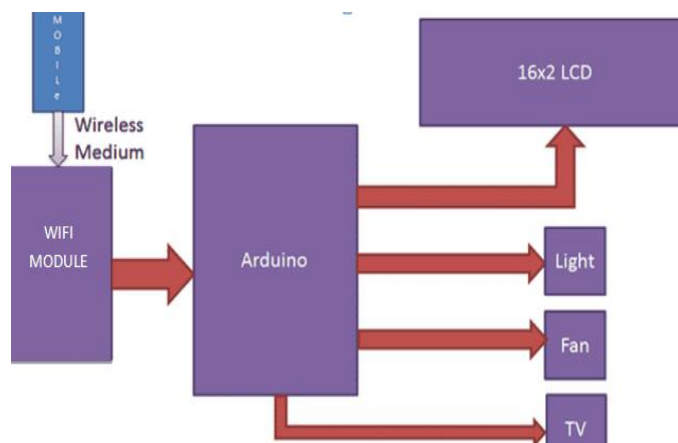 MOBILe
16x2 LCD
Wireless
Medium
WIFI
MODULE
Arduino
Light
Fan
TV